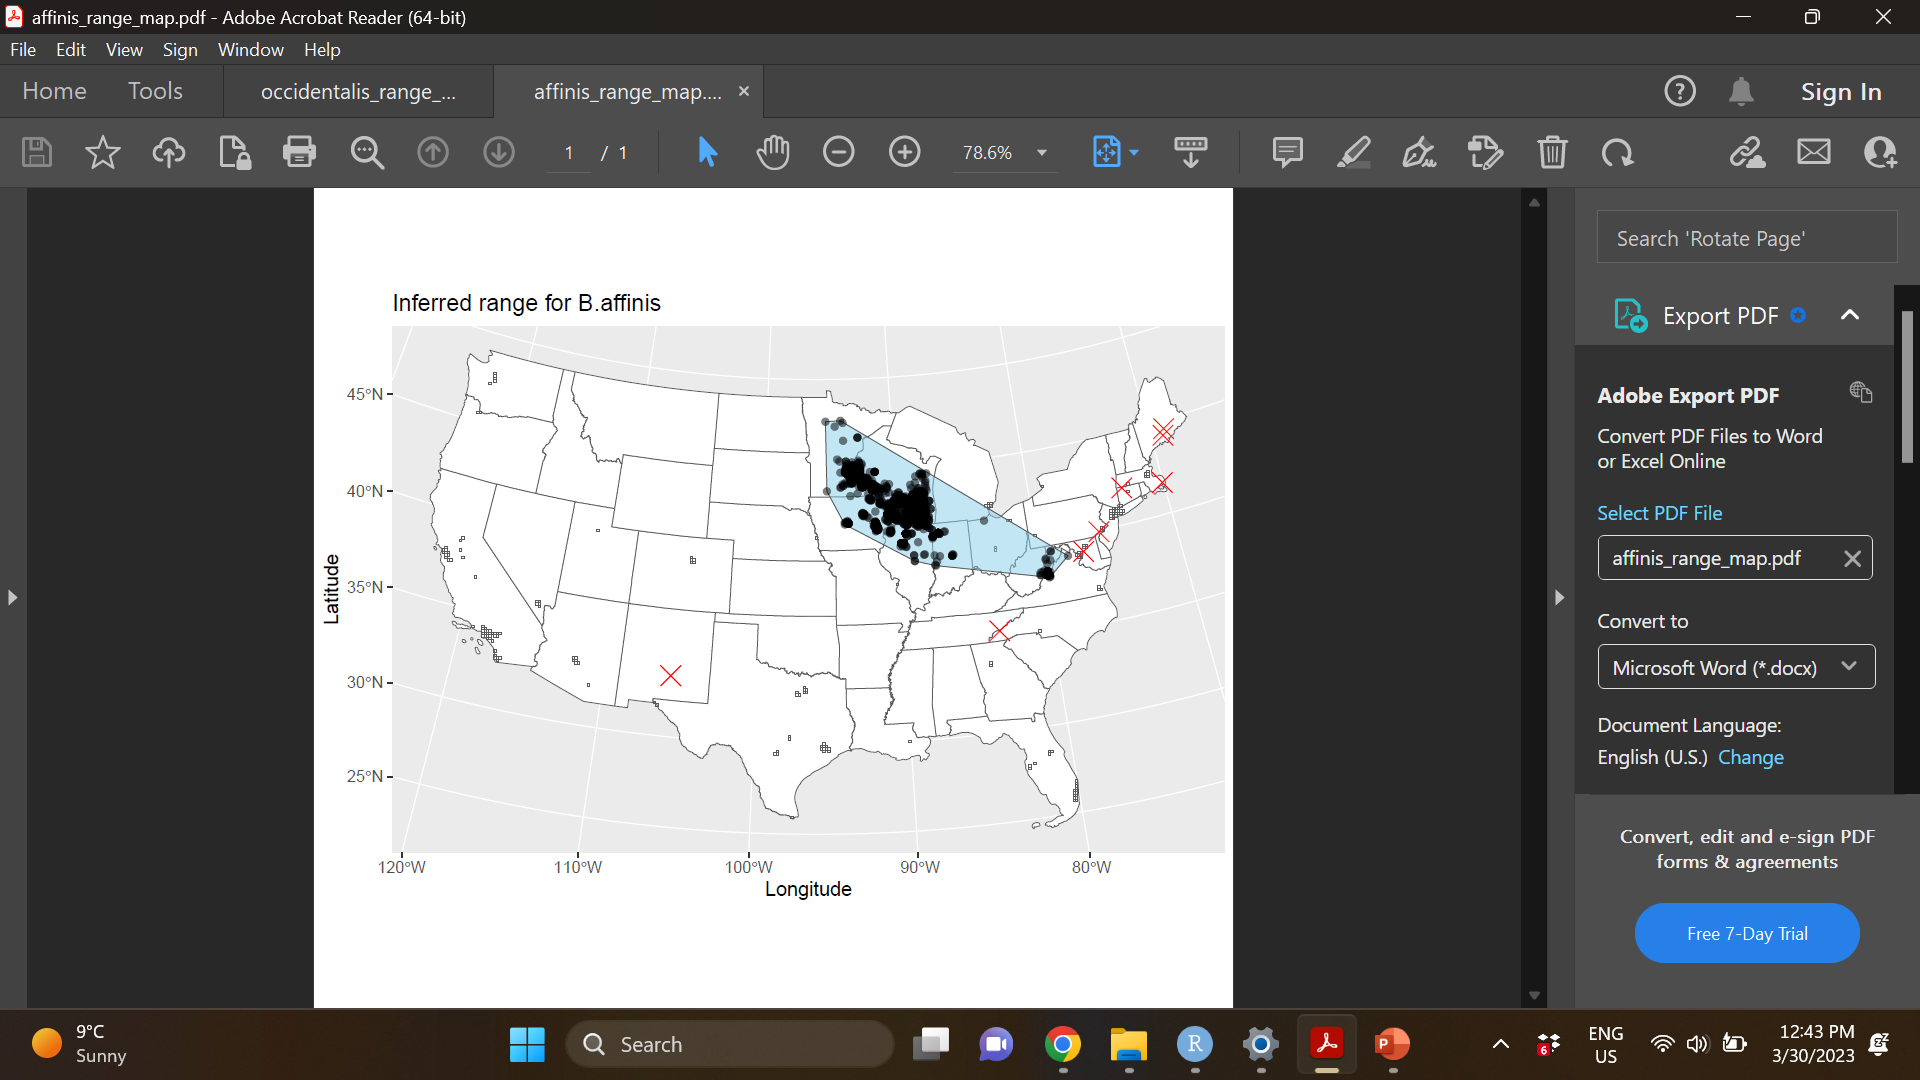 affinis_range_map.pdf - Adobe Acrobat Reader (64-bit)
File Edit View Sign Window Help
Home Tools occidentalis_range_... affinis_range_map.... × ? Sign In
1 / 1 78.6%
Search 'Rotate Page'
Export PDF
Adobe Export PDF
Convert PDF Files to Word
or Excel Online
Select PDF File
affinis_range_map.pdf
Convert to
Microsoft Word (*.docx)
Document Language:
English (U.S.) Change
Convert, edit and e-sign PDF
forms & agreements
Free 7-Day Trial
Inferred range for B.affinis
45°N
40°N
35°N
30°N
25°N
Latitude
120°W 110°W 100°W 90°W 80°W
Longitude
9°C
Sunny
Search
R
P
6
ENG
US
12:43 PM
3/30/2023